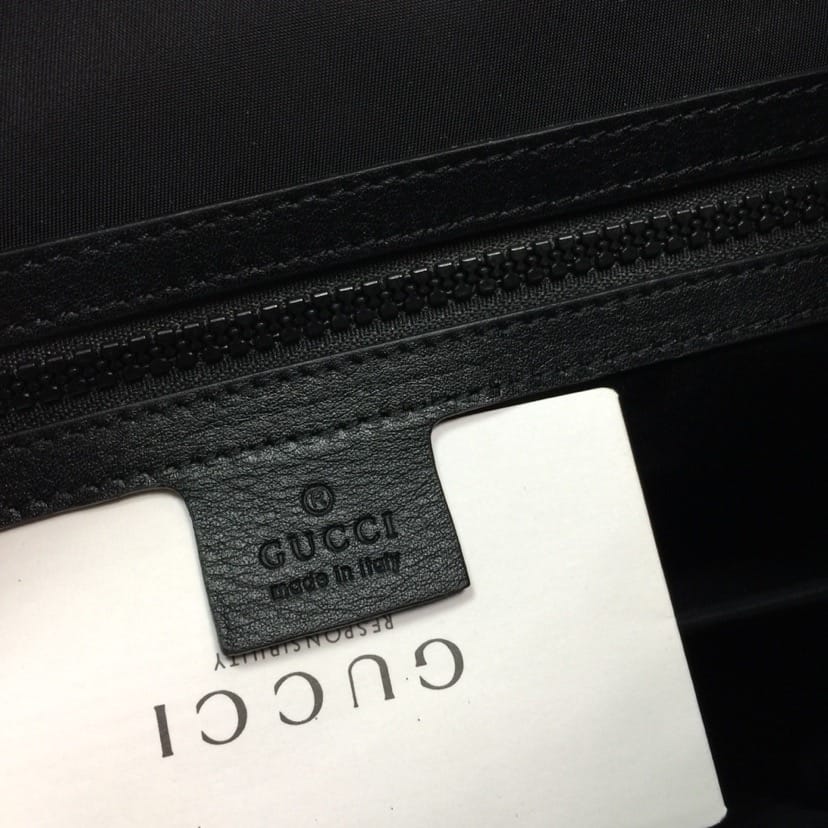 ®
GUCCI
made in italy
GUCCI
RESPONSIBILITY